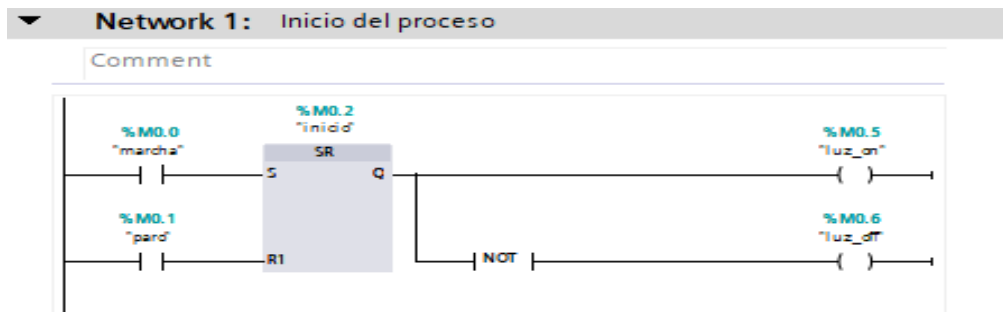 Network 1: Inicio del proceso
Comment
%M0.2
"inicio"
%M0.0
"marcha"
SR
S
Q
%M0.5
"luz_on"
%M0.1
"paro"
R1
NOT
%M0.6
"luz_off"